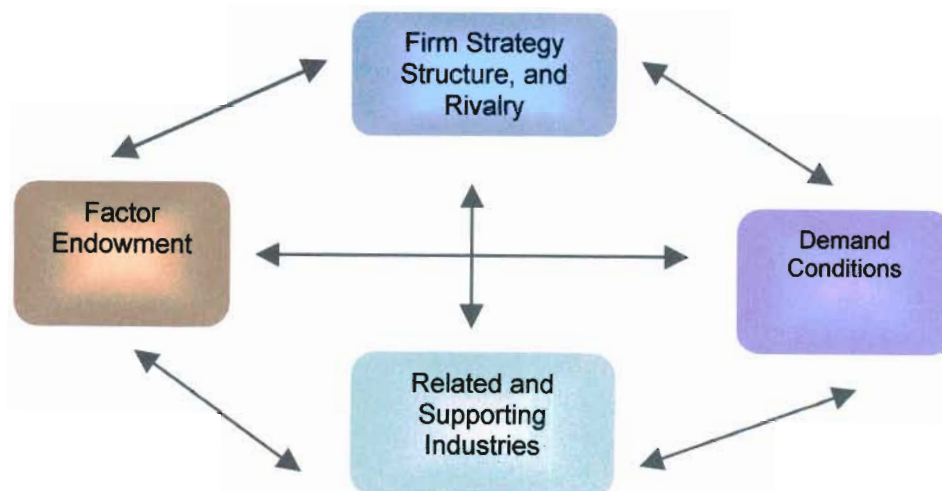 Firm Strategy
Structure, and
Rivalry
Factor
Endowment
Demand
Conditions
Related and
Supporting
Industries